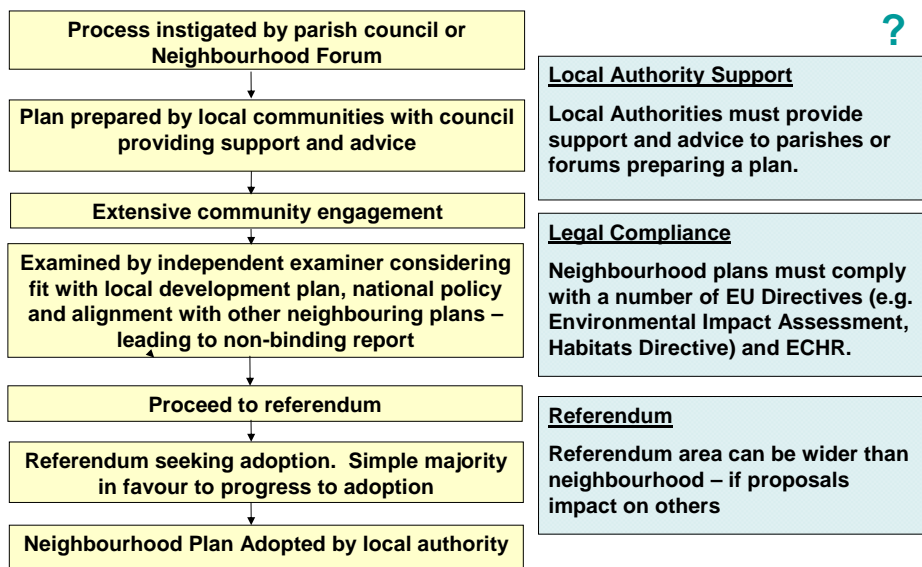 Process instigated by parish council or
Neighbourhood Forum
Plan prepared by local communities with council
providing support and advice
Extensive community engagement
Examined by independent examiner considering
fit with local development plan, national policy
and alignment with other neighbouring plans –
leading to non-binding report
Proceed to referendum
Referendum seeking adoption.  Simple majority
in favour to progress to adoption
Neighbourhood Plan Adopted by local authority
?
Local Authority Support
Local Authorities must provide
support and advice to parishes or
forums preparing a plan.
Legal Compliance
Neighbourhood plans must comply
with a number of EU Directives (e.g.
Environmental Impact Assessment,
Habitats Directive) and ECHR.
Referendum
Referendum area can be wider than
neighbourhood – if proposals
impact on others